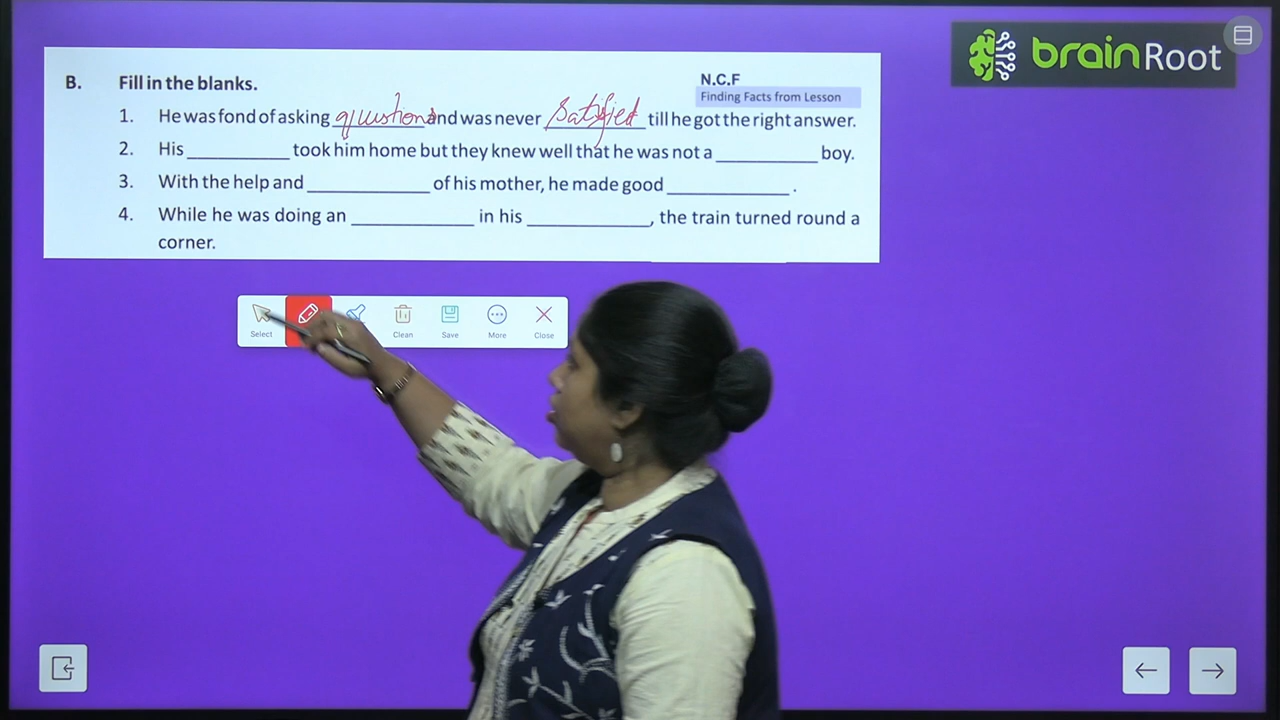 brainRoot
B. Fill in the blanks.
N.C.F
Finding Facts from Lesson
1. He was fond of asking questions and was never satisfied till he got the right answer.
2. His __________ took him home but they knew well that he was not a __________ boy.
3. With the help and ____________ of his mother, he made good ____________ .
4. While he was doing an ____________ in his ____________, the train turned round a
corner.
Select
Clean
Save
More
Close